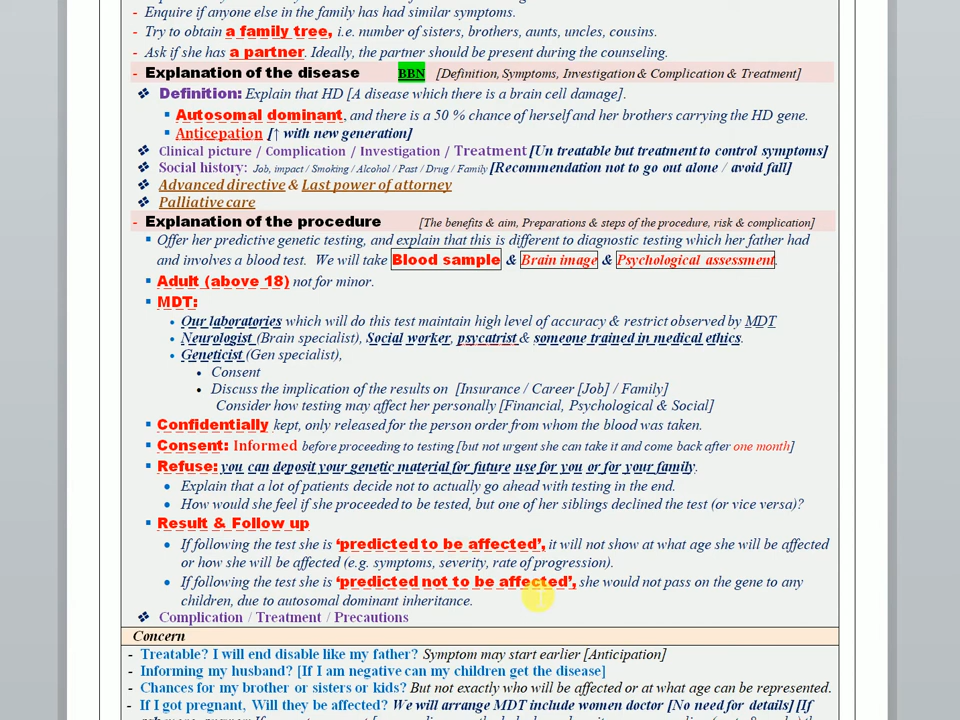 - Enquire if anyone else in the family has had similar symptoms.
- Try to obtain a family tree, i.e. number of sisters, brothers, aunts, uncles, cousins.
- Ask if she has a partner. Ideally, the partner should be present during the counseling.
- Explanation of the disease BBN [Definition, Symptoms, Investigation & Complication & Treatment]
❖ Definition: Explain that HD [A disease which there is a brain cell damage].
▪ Autosomal dominant, and there is a 50 % chance of herself and her brothers carrying the HD gene.
▪ Anticepation [↑ with new generation]
❖ Clinical picture / Complication / Investigation / Treatment [Un treatable but treatment to control symptoms]
❖ Social history: Job, impact / Smoking / Alcohol / Past / Drug / Family [Recommendation not to go out alone / avoid fall]
❖ Advanced directive & Last power of attorney
❖ Palliative care
- Explanation of the procedure [The benefits & aim, Preparations & steps of the procedure, risk & complication]
▪ Offer her predictive genetic testing, and explain that this is different to diagnostic testing which her father had
and involves a blood test. We will take Blood sample & Brain image & Psychological assessment.
▪ Adult (above 18) not for minor.
▪ MDT:
• Our laboratories which will do this test maintain high level of accuracy & restrict observed by MDT
• Neurologist (Brain specialist), Social worker, psycatrist & someone trained in medical ethics.
• Geneticist (Gen specialist),
• Consent
• Discuss the implication of the results on [Insurance / Career [Job] / Family]
Consider how testing may affect her personally [Financial, Psychological & Social]
▪ Confidentially kept, only released for the person order from whom the blood was taken.
▪ Consent: Informed before proceeding to testing [but not urgent she can take it and come back after one month]
▪ Refuse: you can deposit your genetic material for future use for you or for your family.
• Explain that a lot of patients decide not to actually go ahead with testing in the end.
• How would she feel if she proceeded to be tested, but one of her siblings declined the test (or vice versa)?
▪ Result & Follow up
• If following the test she is ‘predicted to be affected’, it will not show at what age she will be affected
or how she will be affected (e.g. symptoms, severity, rate of progression).
• If following the test she is ‘predicted not to be affected’, she would not pass on the gene to any
children, due to autosomal dominant inheritance.
❖ Complication / Treatment / Precautions
Concern
- Treatable? I will end disable like my father? Symptom may start earlier [Anticipation]
- Informing my husband? [If I am negative can my children get the disease]
- Chances for my brother or sisters or kids? But not exactly who will be affected or at what age can be represented.
- If I got pregnant, Will they be affected? We will arrange MDT include women doctor [No need for details] [If